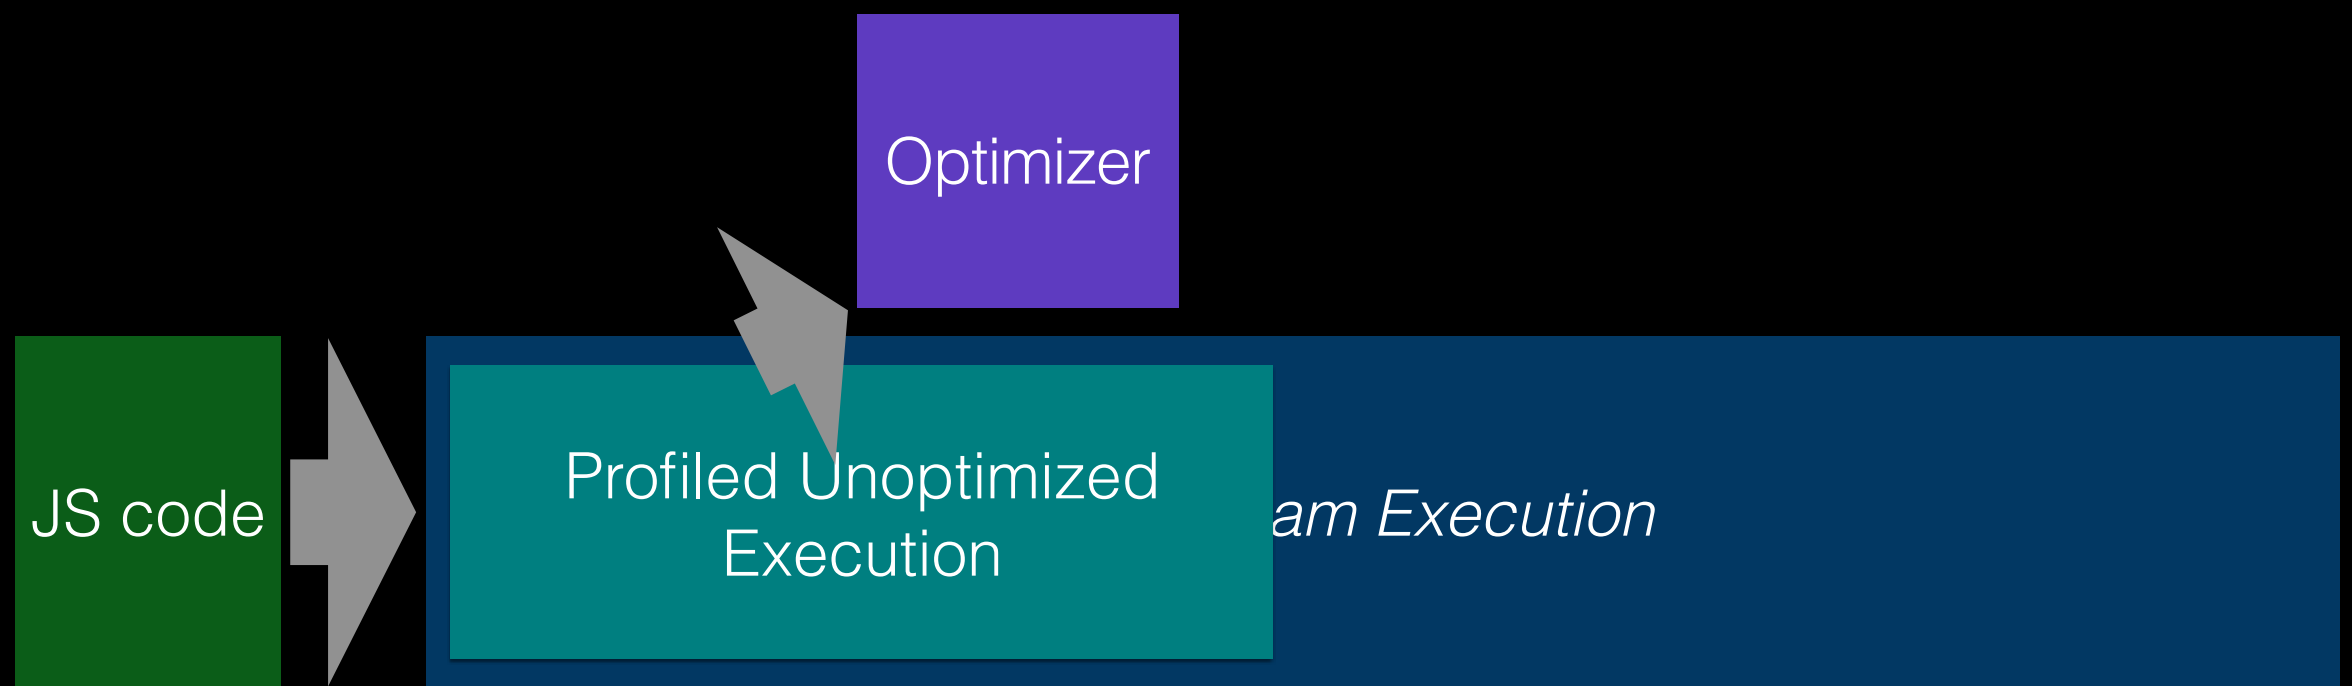 Optimizer
JS code
Profiled Unoptimized
Execution
am Execution